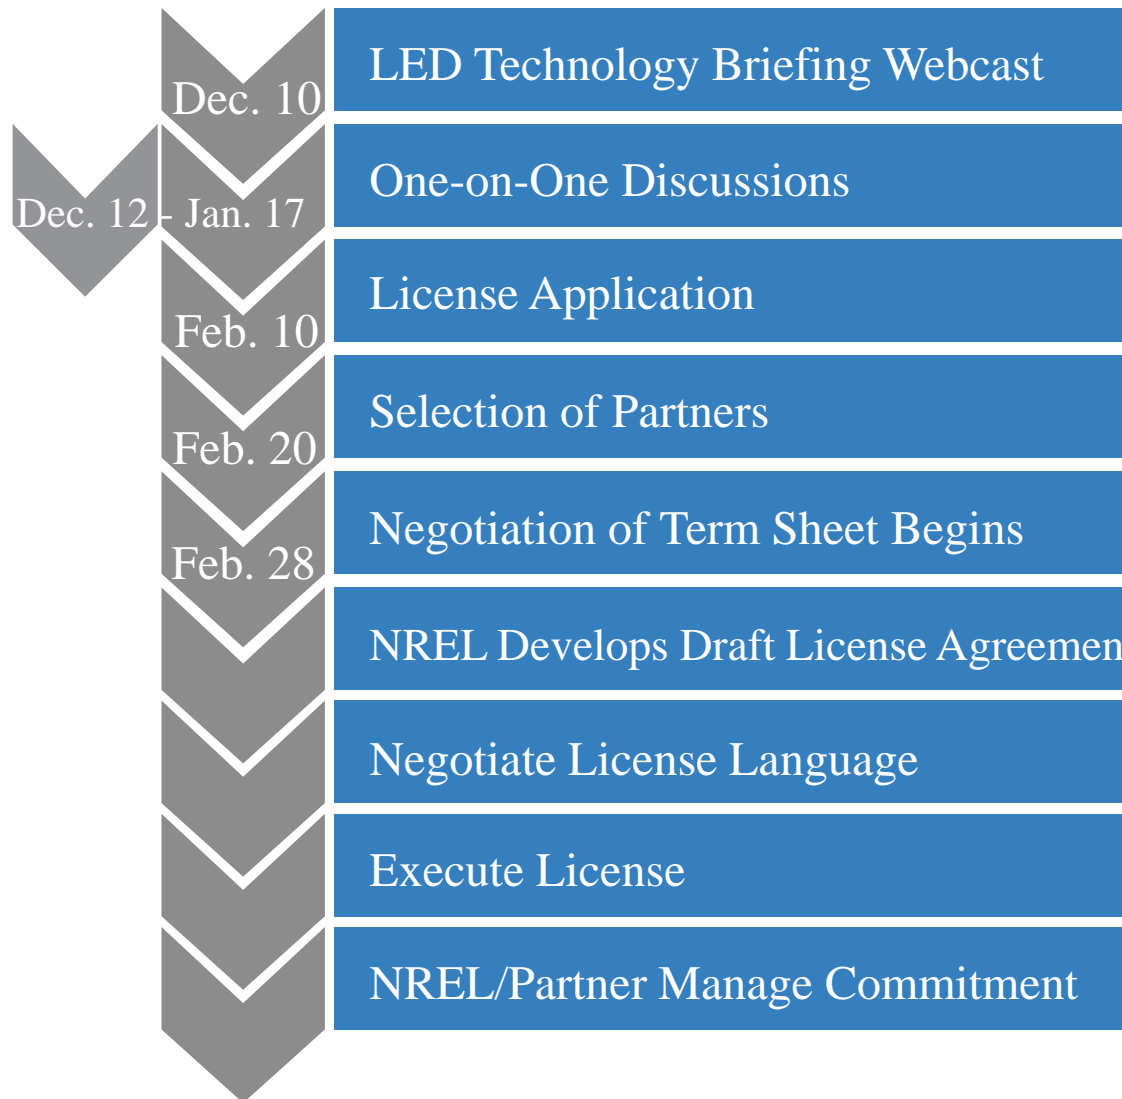 Dec. 10
LED Technology Briefing Webcast
Dec. 12 - Jan. 17
One-on-One Discussions
Feb. 10
License Application
Feb. 20
Selection of Partners
Feb. 28
Negotiation of Term Sheet Begins
NREL Develops Draft License Agreemen
Negotiate License Language
Execute License
NREL/Partner Manage Commitment